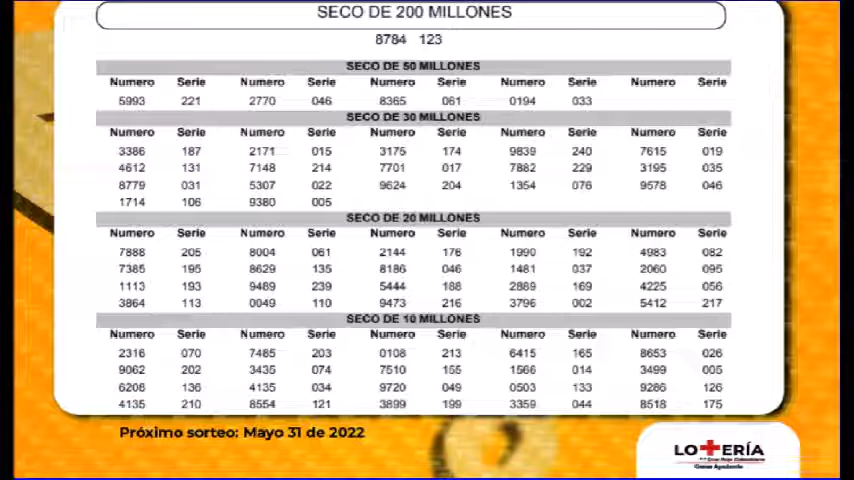 SECO DE 200 MILLONES
8784 123
SECO DE 50 MILLONES
Numero Serie Numero Serie Numero Serie Numero Serie Numero Serie
5993 221 2770 046 8365 061 0194 033
SECO DE 30 MILLONES
Numero Serie Numero Serie Numero Serie Numero Serie Numero Serie
3386 187 2171 015 3175 174 9839 240 7615 019
4612 131 7148 214 7701 017 7882 229 3195 035
8779 031 5307 022 9624 204 1354 076 9578 046
1714 106 9380 005
SECO DE 20 MILLONES
Numero Serie Numero Serie Numero Serie Numero Serie Numero Serie
7888 205 8004 061 2144 176 1990 192 4983 082
7385 195 8629 135 8186 046 1481 037 2060 095
1113 193 9489 239 5444 188 2889 169 4225 056
3864 113 0049 110 9473 216 3796 002 5412 217
SECO DE 10 MILLONES
Numero Serie Numero Serie Numero Serie Numero Serie Numero Serie
2316 070 7485 203 0108 213 6415 165 8653 026
9062 202 3435 074 7510 155 1566 014 3499 005
6208 136 4135 034 9720 049 0503 133 9286 126
4135 210 8554 121 3899 199 3359 044 8518 175
Próximo sorteo: Mayo 31 de 2022
LOTERÍA
Cruz Roja Colombiana
Ganas Ayudando